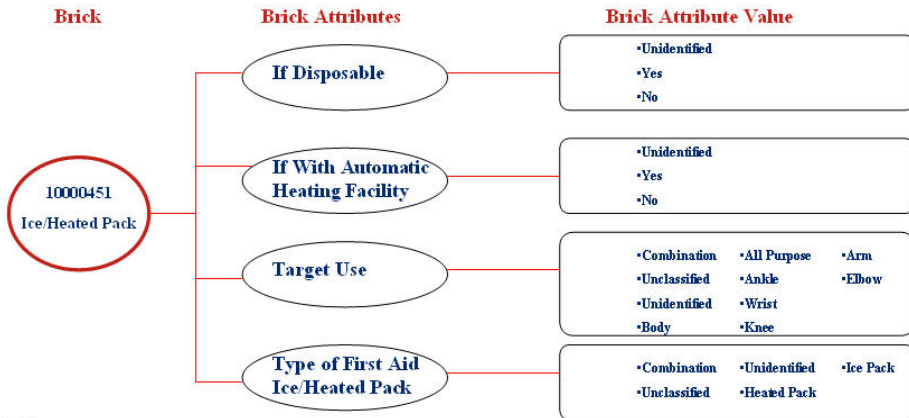 Brick
Brick Attributes
Brick Attribute Value
10000451
Ice/Heated Pack
If Disposable
•Unidentified
•Yes
•No
If With Automatic
Heating Facility
•Unidentified
•Yes
•No
Target Use
•Combination •All Purpose •Arm
•Unclassified •Ankle •Elbow
•Unidentified •Wrist
•Body •Knee
Type of First Aid
Ice/Heated Pack
•Combination •Unidentified •Ice Pack
•Unclassified •Heated Pack